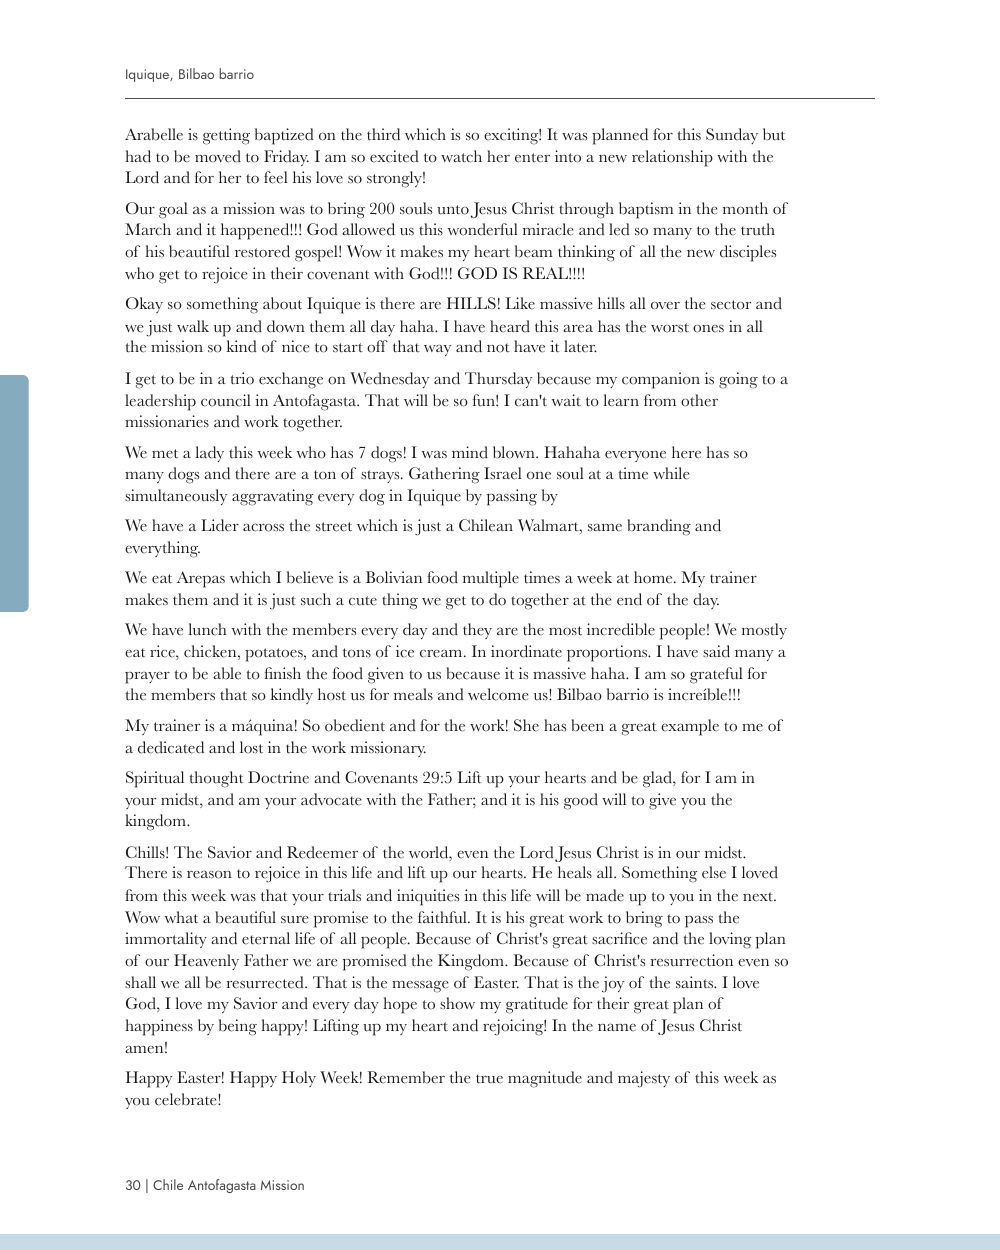 Iquique, Bilbao barrio
Arabelle is getting baptized on the third which is so exciting! It was planned for this Sunday but
had to be moved to Friday. I am so excited to watch her enter into a new relationship with the
Lord and for her to feel his love so strongly!
Our goal as a mission was to bring 200 souls unto Jesus Christ through baptism in the month of
March and it happened!!! God allowed us this wonderful miracle and led so many to the truth
of his beautiful restored gospel! Wow it makes my heart beam thinking of all the new disciples
who get to rejoice in their covenant with God!!! GOD IS REAL!!!!
Okay so something about Iquique is there are HILLS! Like massive hills all over the sector and
we just walk up and down them all day haha. I have heard this area has the worst ones in all
the mission so kind of nice to start off that way and not have it later.
I get to be in a trio exchange on Wednesday and Thursday because my companion is going to a
leadership council in Antofagasta. That will be so fun! I can't wait to learn from other
missionaries and work together.
We met a lady this week who has 7 dogs! I was mind blown. Hahaha everyone here has so
many dogs and there are a ton of strays. Gathering Israel one soul at a time while
simultaneously aggravating every dog in Iquique by passing by
We have a Lider across the street which is just a Chilean Walmart, same branding and
everything.
We eat Arepas which I believe is a Bolivian food multiple times a week at home. My trainer
makes them and it is just such a cute thing we get to do together at the end of the day.
We have lunch with the members every day and they are the most incredible people! We mostly
eat rice, chicken, potatoes, and tons of ice cream. In inordinate proportions. I have said many a
prayer to be able to finish the food given to us because it is massive haha. I am so grateful for
the members that so kindly host us for meals and welcome us! Bilbao barrio is increíble!!!
My trainer is a máquina! So obedient and for the work! She has been a great example to me of
a dedicated and lost in the work missionary.
Spiritual thought Doctrine and Covenants 29:5 Lift up your hearts and be glad, for I am in
your midst, and am your advocate with the Father; and it is his good will to give you the
kingdom.
Chills! The Savior and Redeemer of the world, even the Lord Jesus Christ is in our midst.
There is reason to rejoice in this life and lift up our hearts. He heals all. Something else I loved
from this week was that your trials and iniquities in this life will be made up to you in the next.
Wow what a beautiful sure promise to the faithful. It is his great work to bring to pass the
immortality and eternal life of all people. Because of Christ's great sacrifice and the loving plan
of our Heavenly Father we are promised the Kingdom. Because of Christ's resurrection even so
shall we all be resurrected. That is the message of Easter. That is the joy of the saints. I love
God, I love my Savior and every day hope to show my gratitude for their great plan of
happiness by being happy! Lifting up my heart and rejoicing! In the name of Jesus Christ
amen!
Happy Easter! Happy Holy Week! Remember the true magnitude and majesty of this week as
you celebrate!
30 | Chile Antofagasta Mission